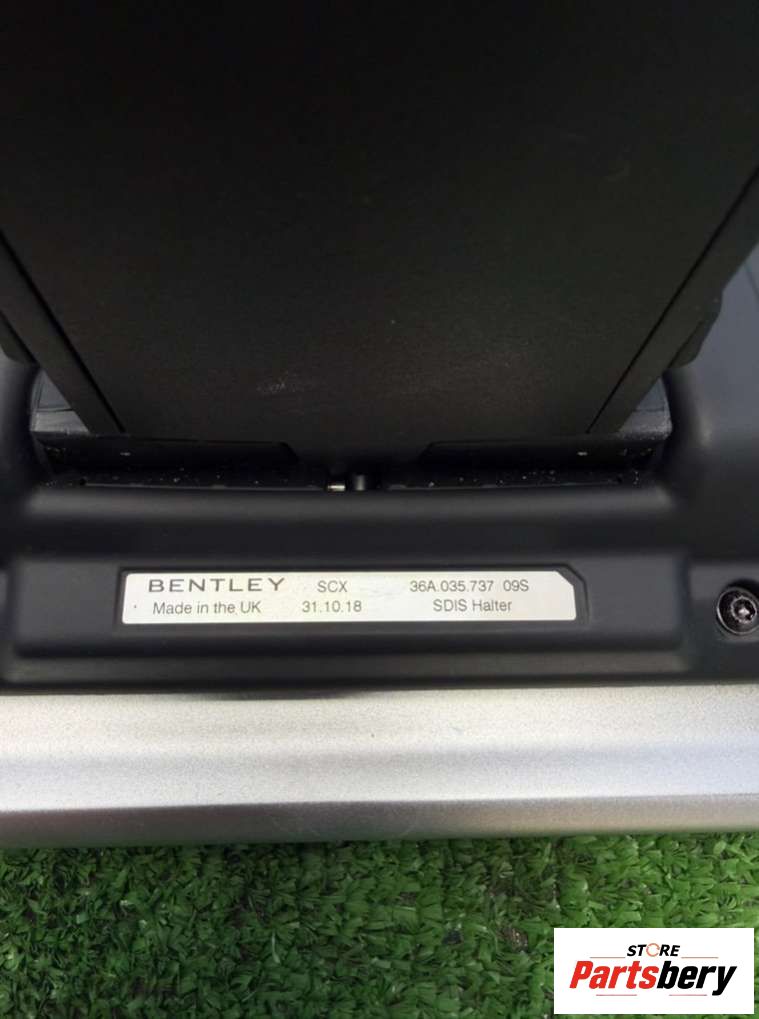 BENTLEY SCX 36A.035.737 09S
Made in the UK 31.10.18 SDIS Halter
STORE
Partsbery